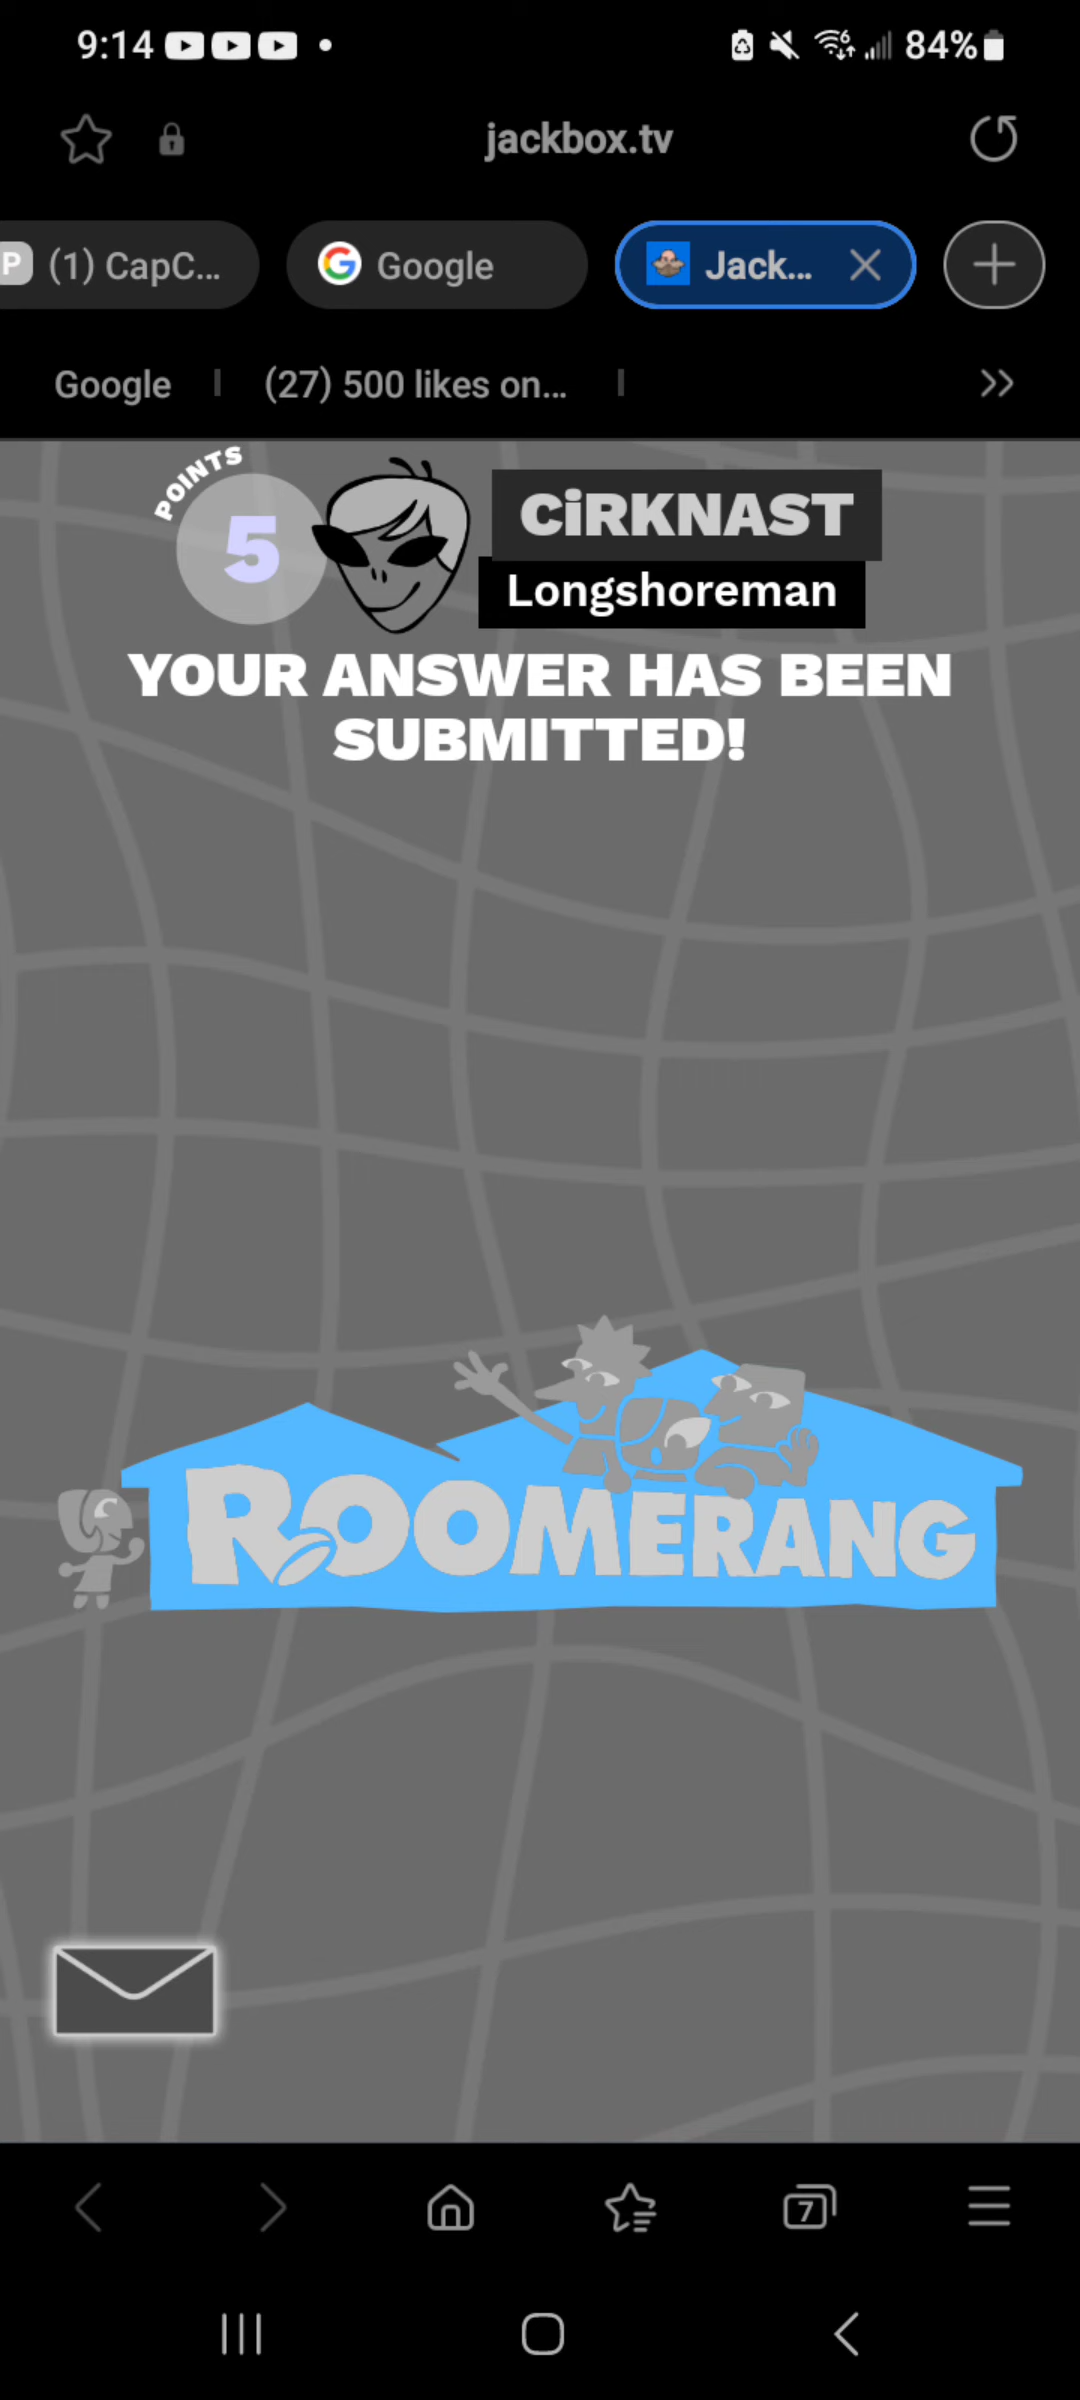 9:14
84%
jackbox.tv
P (1) CapC...
Google
Jack...
Google
(27) 500 likes on...
POINTS
5
CiRKNAST
Longshoreman
YOUR ANSWER HAS BEEN
SUBMITTED!
ROOMERANG
7